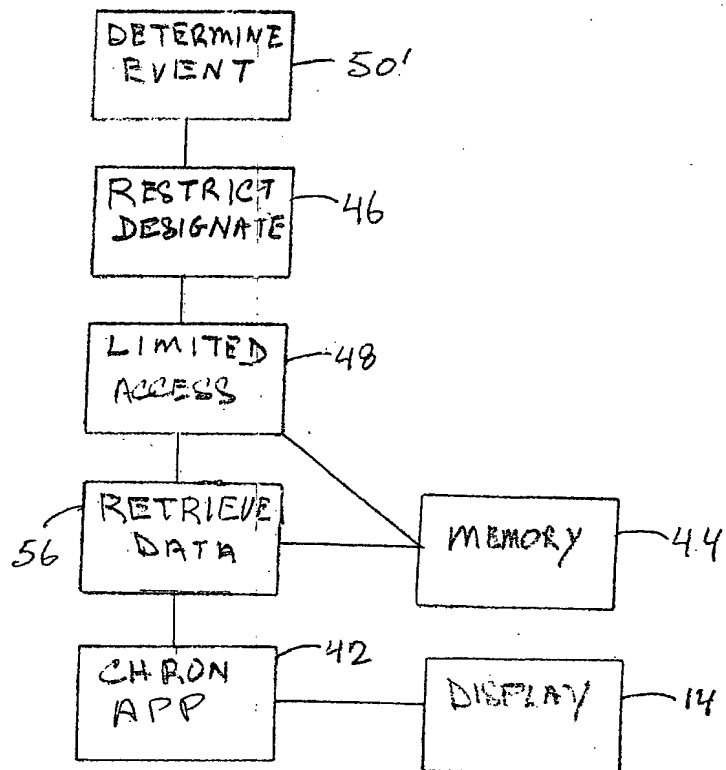 DETERMINE
EVENT
50'
RESTRICT
DESIGNATE
46
LIMITED
ACCESS
48
RETRIEVE
DATA
56
MEMORY
44
CHRON
APP
42
DISPLAY
14